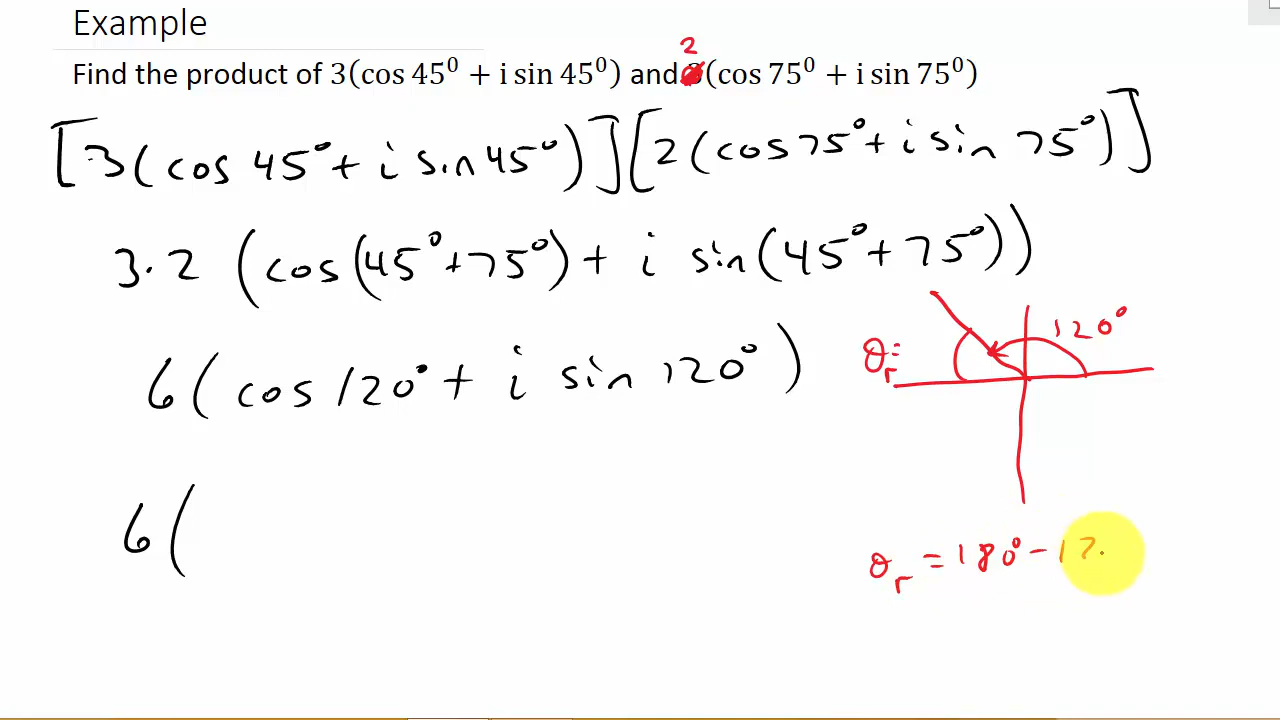 Example
2
Find the product of 3(cos 45⁰ + i sin 45⁰) and (cos 75⁰ + i sin 75⁰)
[3(cos 45° + i sin 45°)][2(cos 75° + i sin 75°)]
3·2 (cos(45° + 75°) + i sin(45° + 75°))
120°
θr =
6(cos 120° + i sin 120°)
6(
θr = 180° - 12